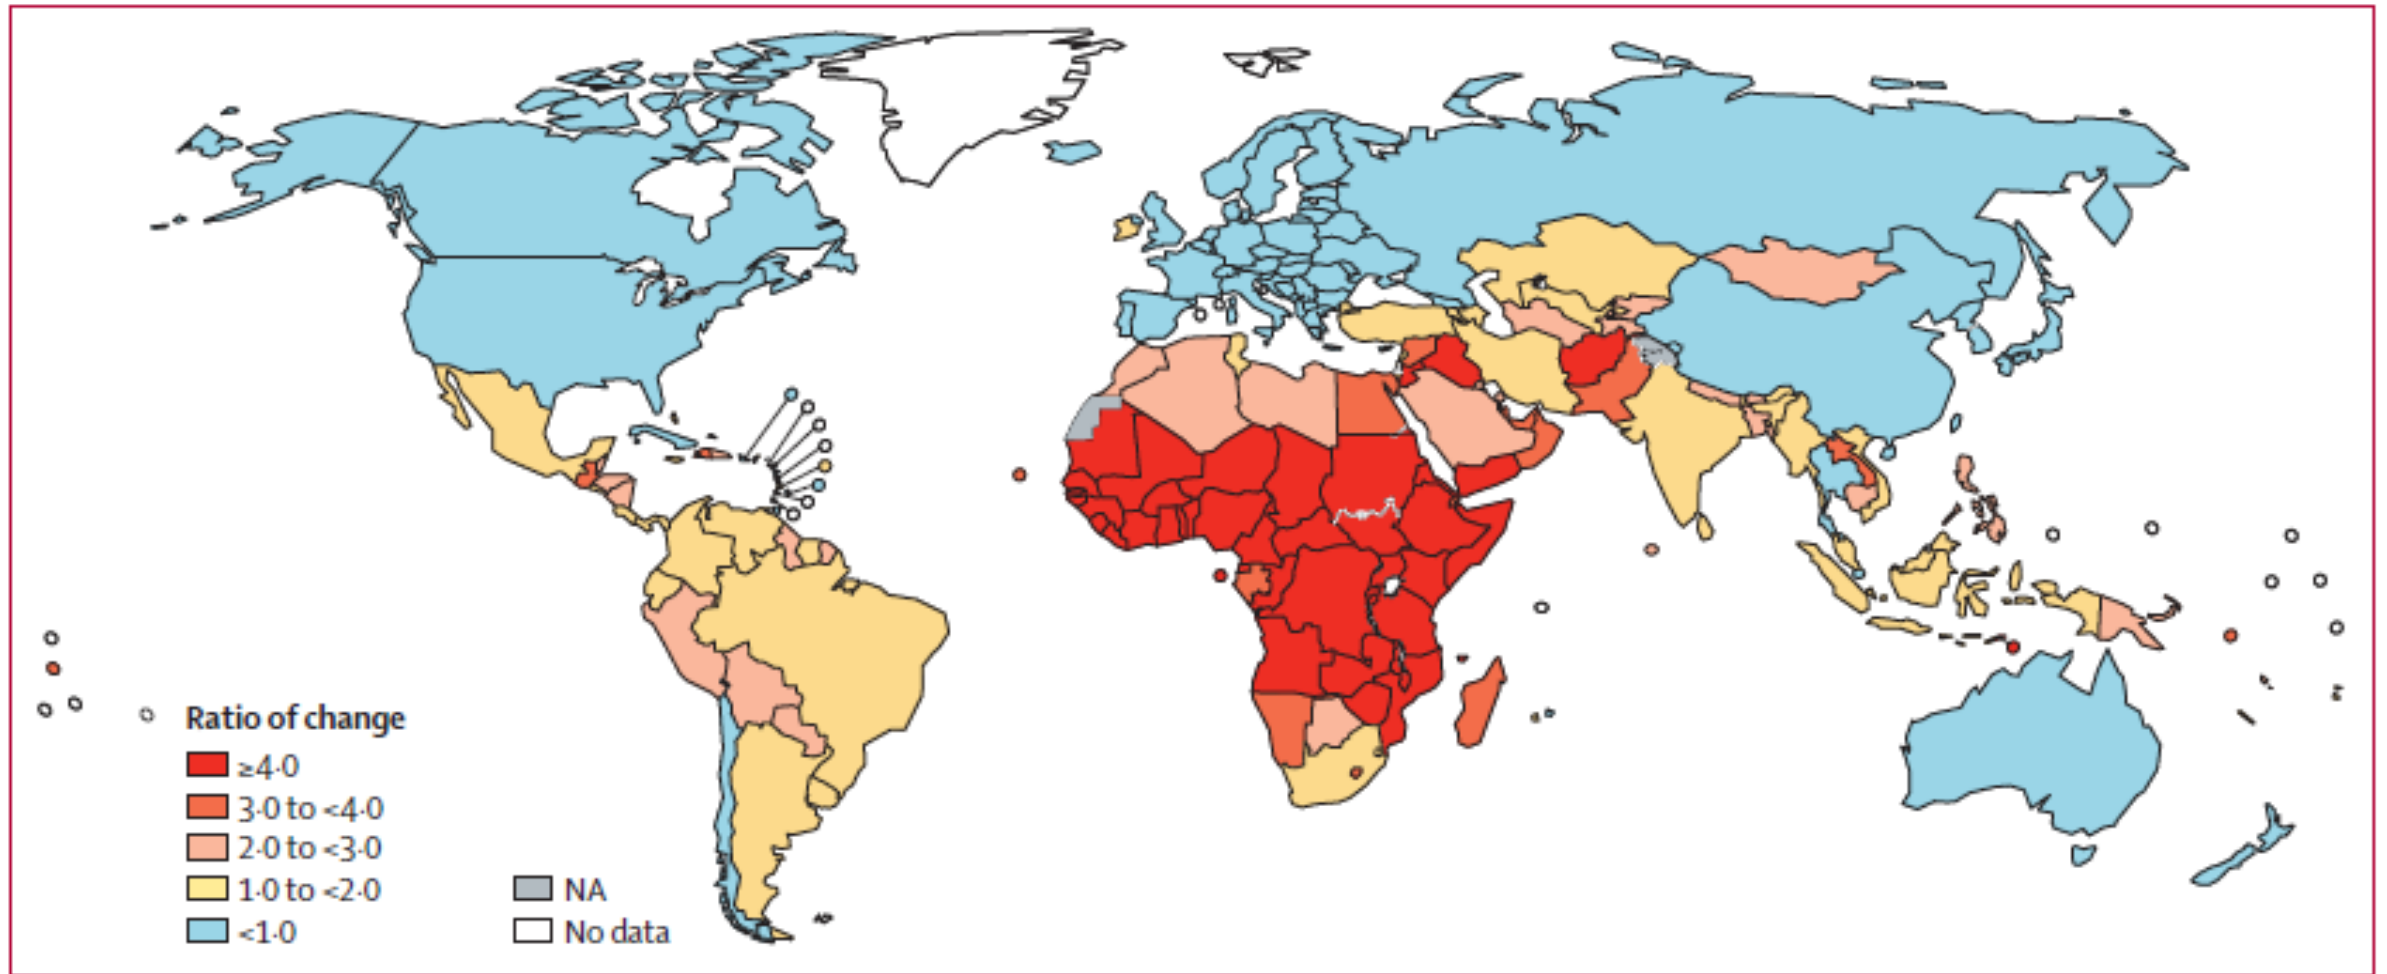 Ratio of change
≥4·0
3·0 to <4·0
2·0 to <3·0
1·0 to <2·0
<1·0
NA
No data